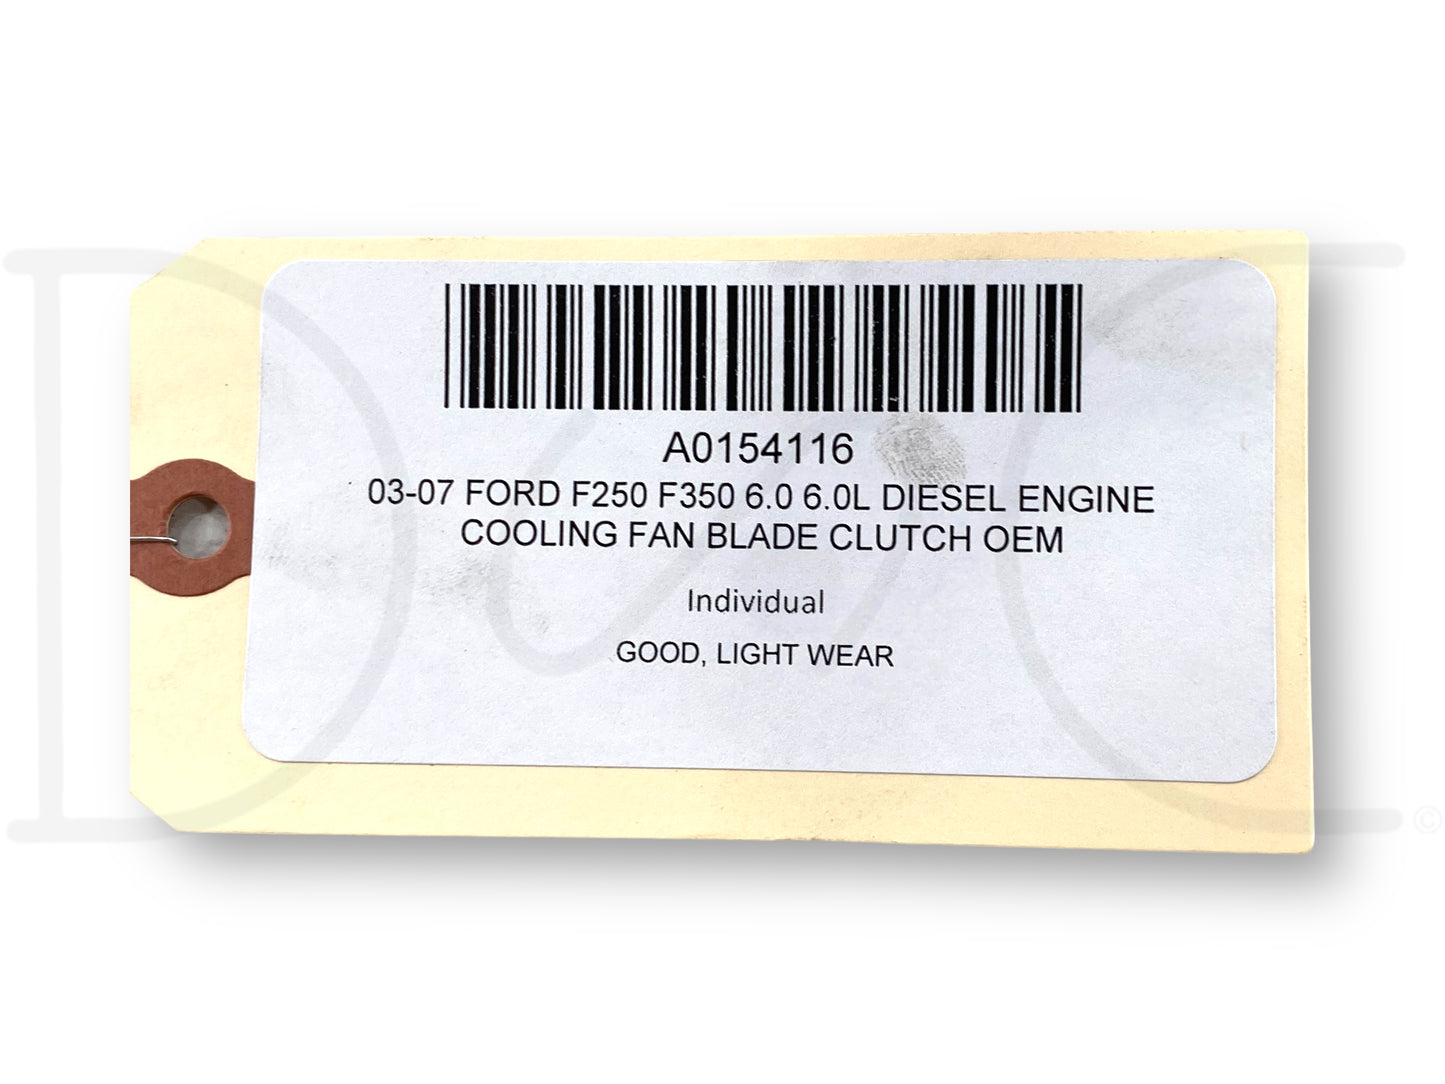 A0154116
03-07 FORD F250 F350 6.0 6.0L DIESEL ENGINE
COOLING FAN BLADE CLUTCH OEM
Individual
GOOD, LIGHT WEAR
D&C
©